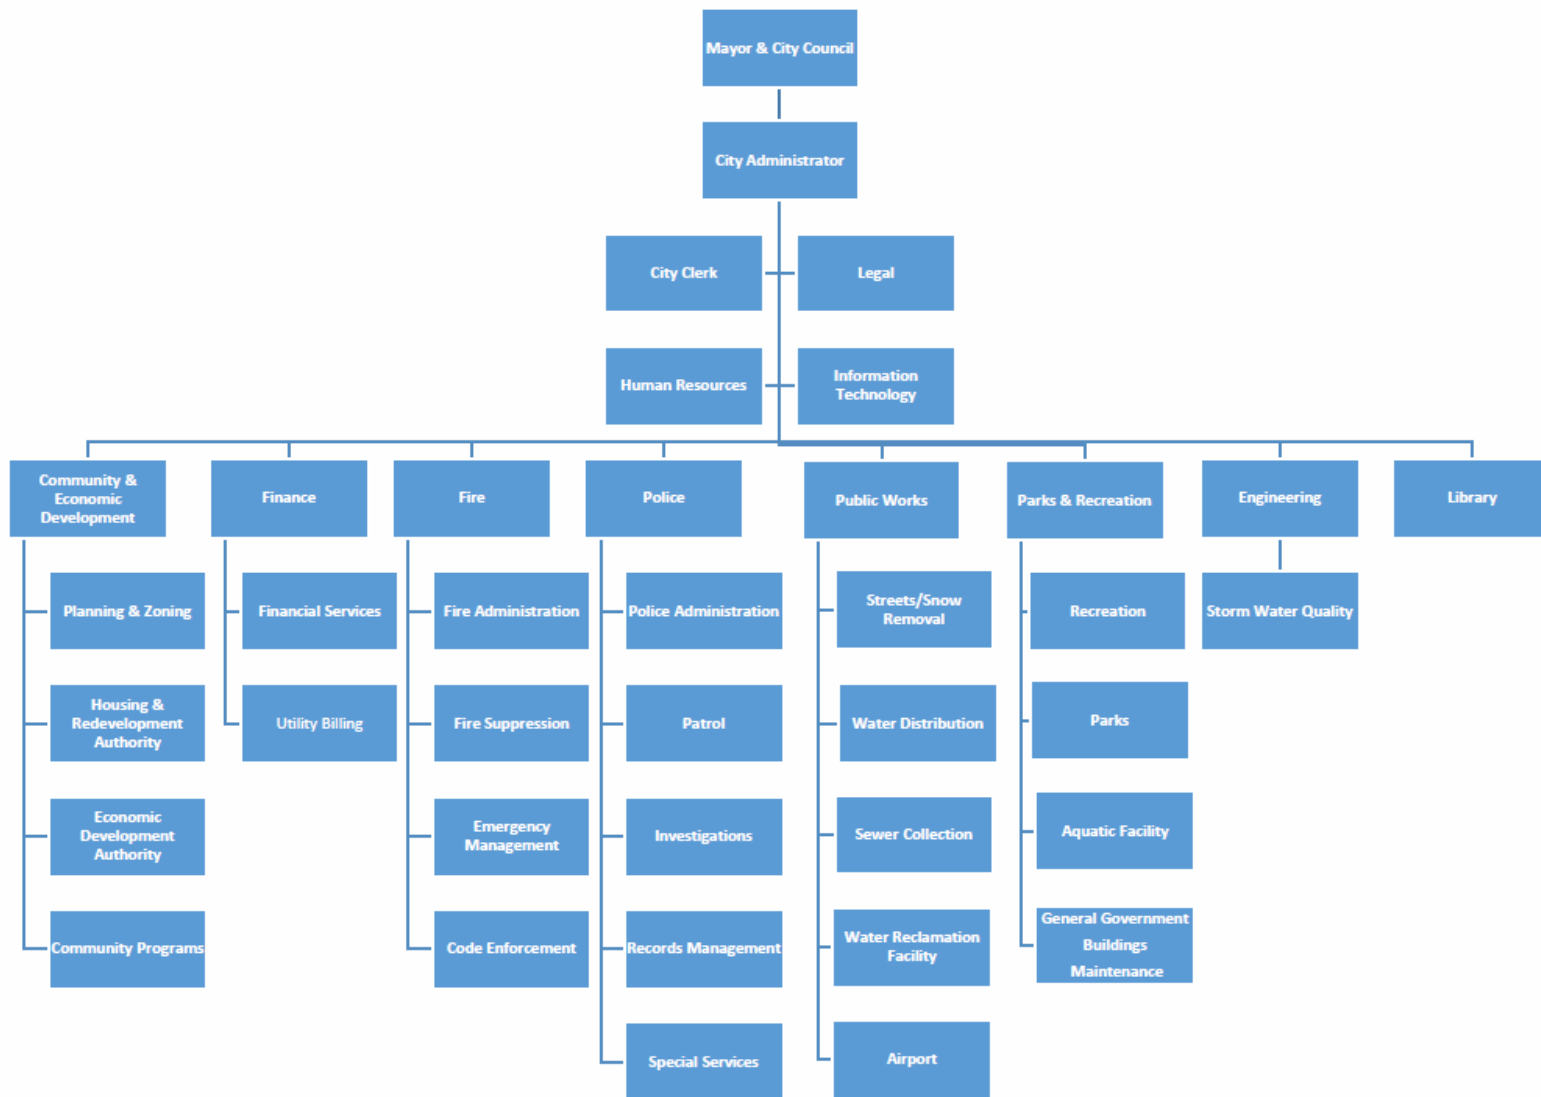 Mayor & City Council
City Administrator
City Clerk
Legal
Human Resources
Information
Technology
Community &
Economic
Development
Finance
Fire
Police
Public Works
Parks & Recreation
Engineering
Library
Planning & Zoning
Housing &
Redevelopment
Authority
Economic
Development
Authority
Community Programs
Financial Services
Utility Billing
Fire Administration
Fire Suppression
Emergency
Management
Code Enforcement
Police Administration
Patrol
Investigations
Records Management
Special Services
Streets/Snow
Removal
Water Distribution
Sewer Collection
Water Reclamation
Facility
Airport
Recreation
Parks
Aquatic Facility
General Government
Buildings
Maintenance
Storm Water Quality